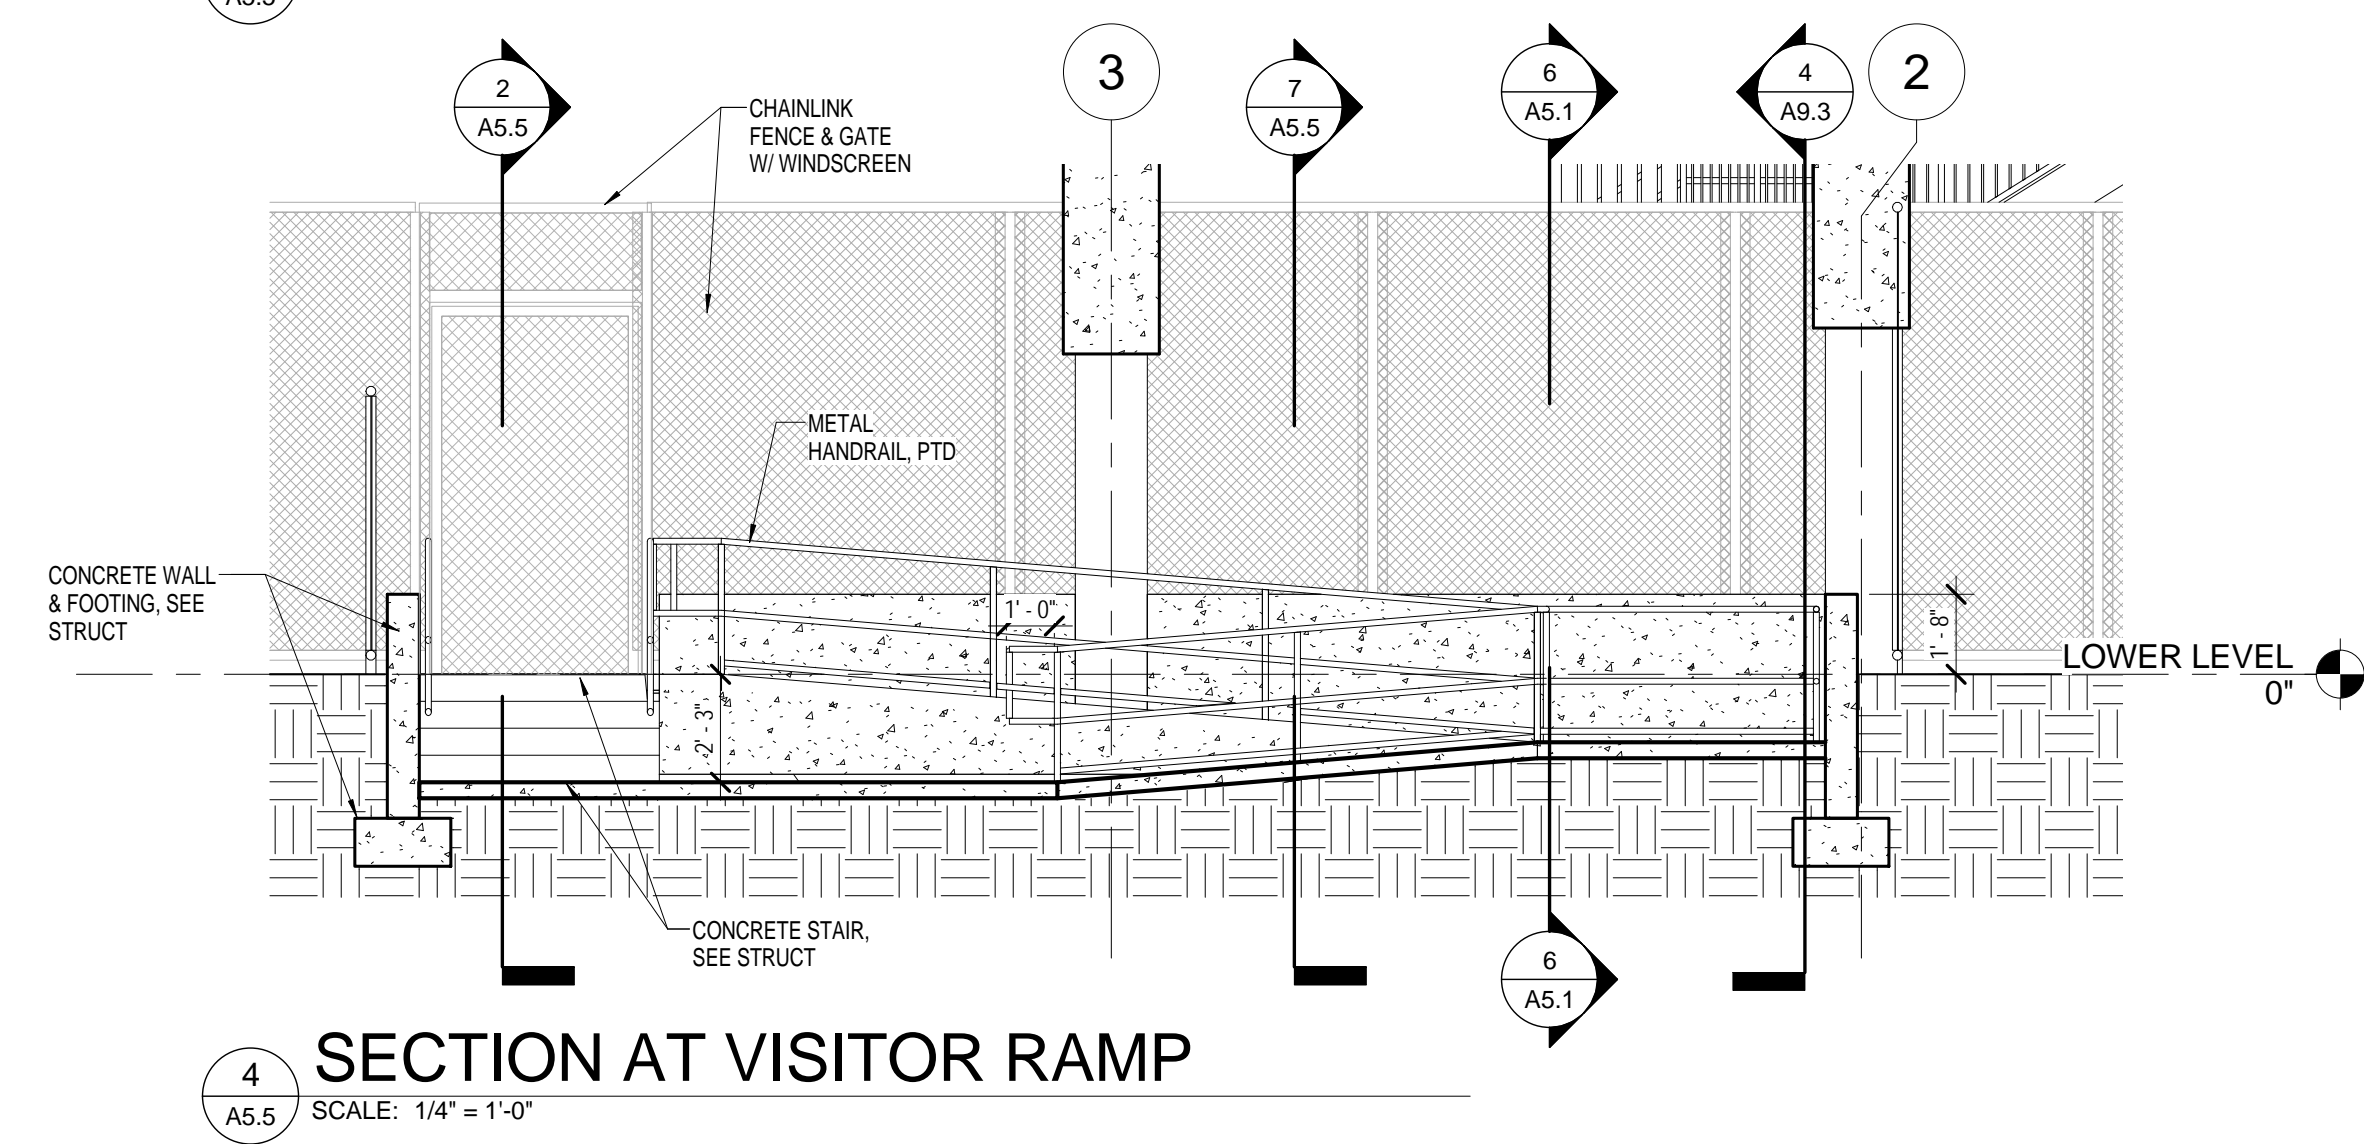 A5.5
2
A5.5
3
7
A5.5
6
A5.1
4
A9.3
2
CHAINLINK
FENCE & GATE
W/ WINDSCREEN
METAL
HANDRAIL, PTD
CONCRETE WALL
& FOOTING, SEE
STRUCT
1' - 0"
2' - 3"
1' - 8"
LOWER LEVEL
0"
CONCRETE STAIR,
SEE STRUCT
6
A5.1
4
A5.5
SECTION AT VISITOR RAMP
SCALE: 1/4" = 1'-0"